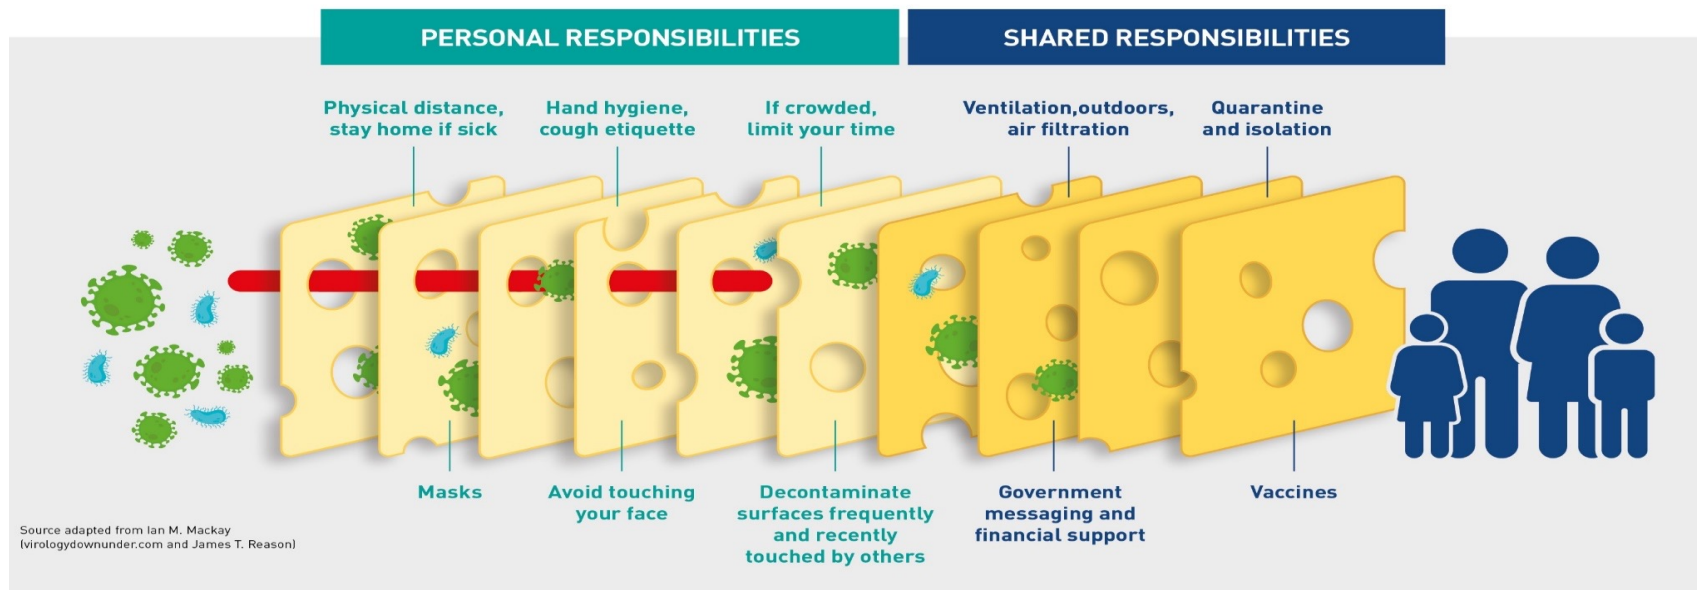 PERSONAL RESPONSIBILITIES
SHARED RESPONSIBILITIES
Physical distance,
stay home if sick
Hand hygiene,
cough etiquette
If crowded,
limit your time
Ventilation,outdoors,
air filtration
Quarantine
and isolation
Masks
Avoid touching
your face
Decontaminate
surfaces frequently
and recently
touched by others
Government
messaging and
financial support
Vaccines
Source adapted from Ian M. Mackay
(virologydownunder.com and James T. Reason)